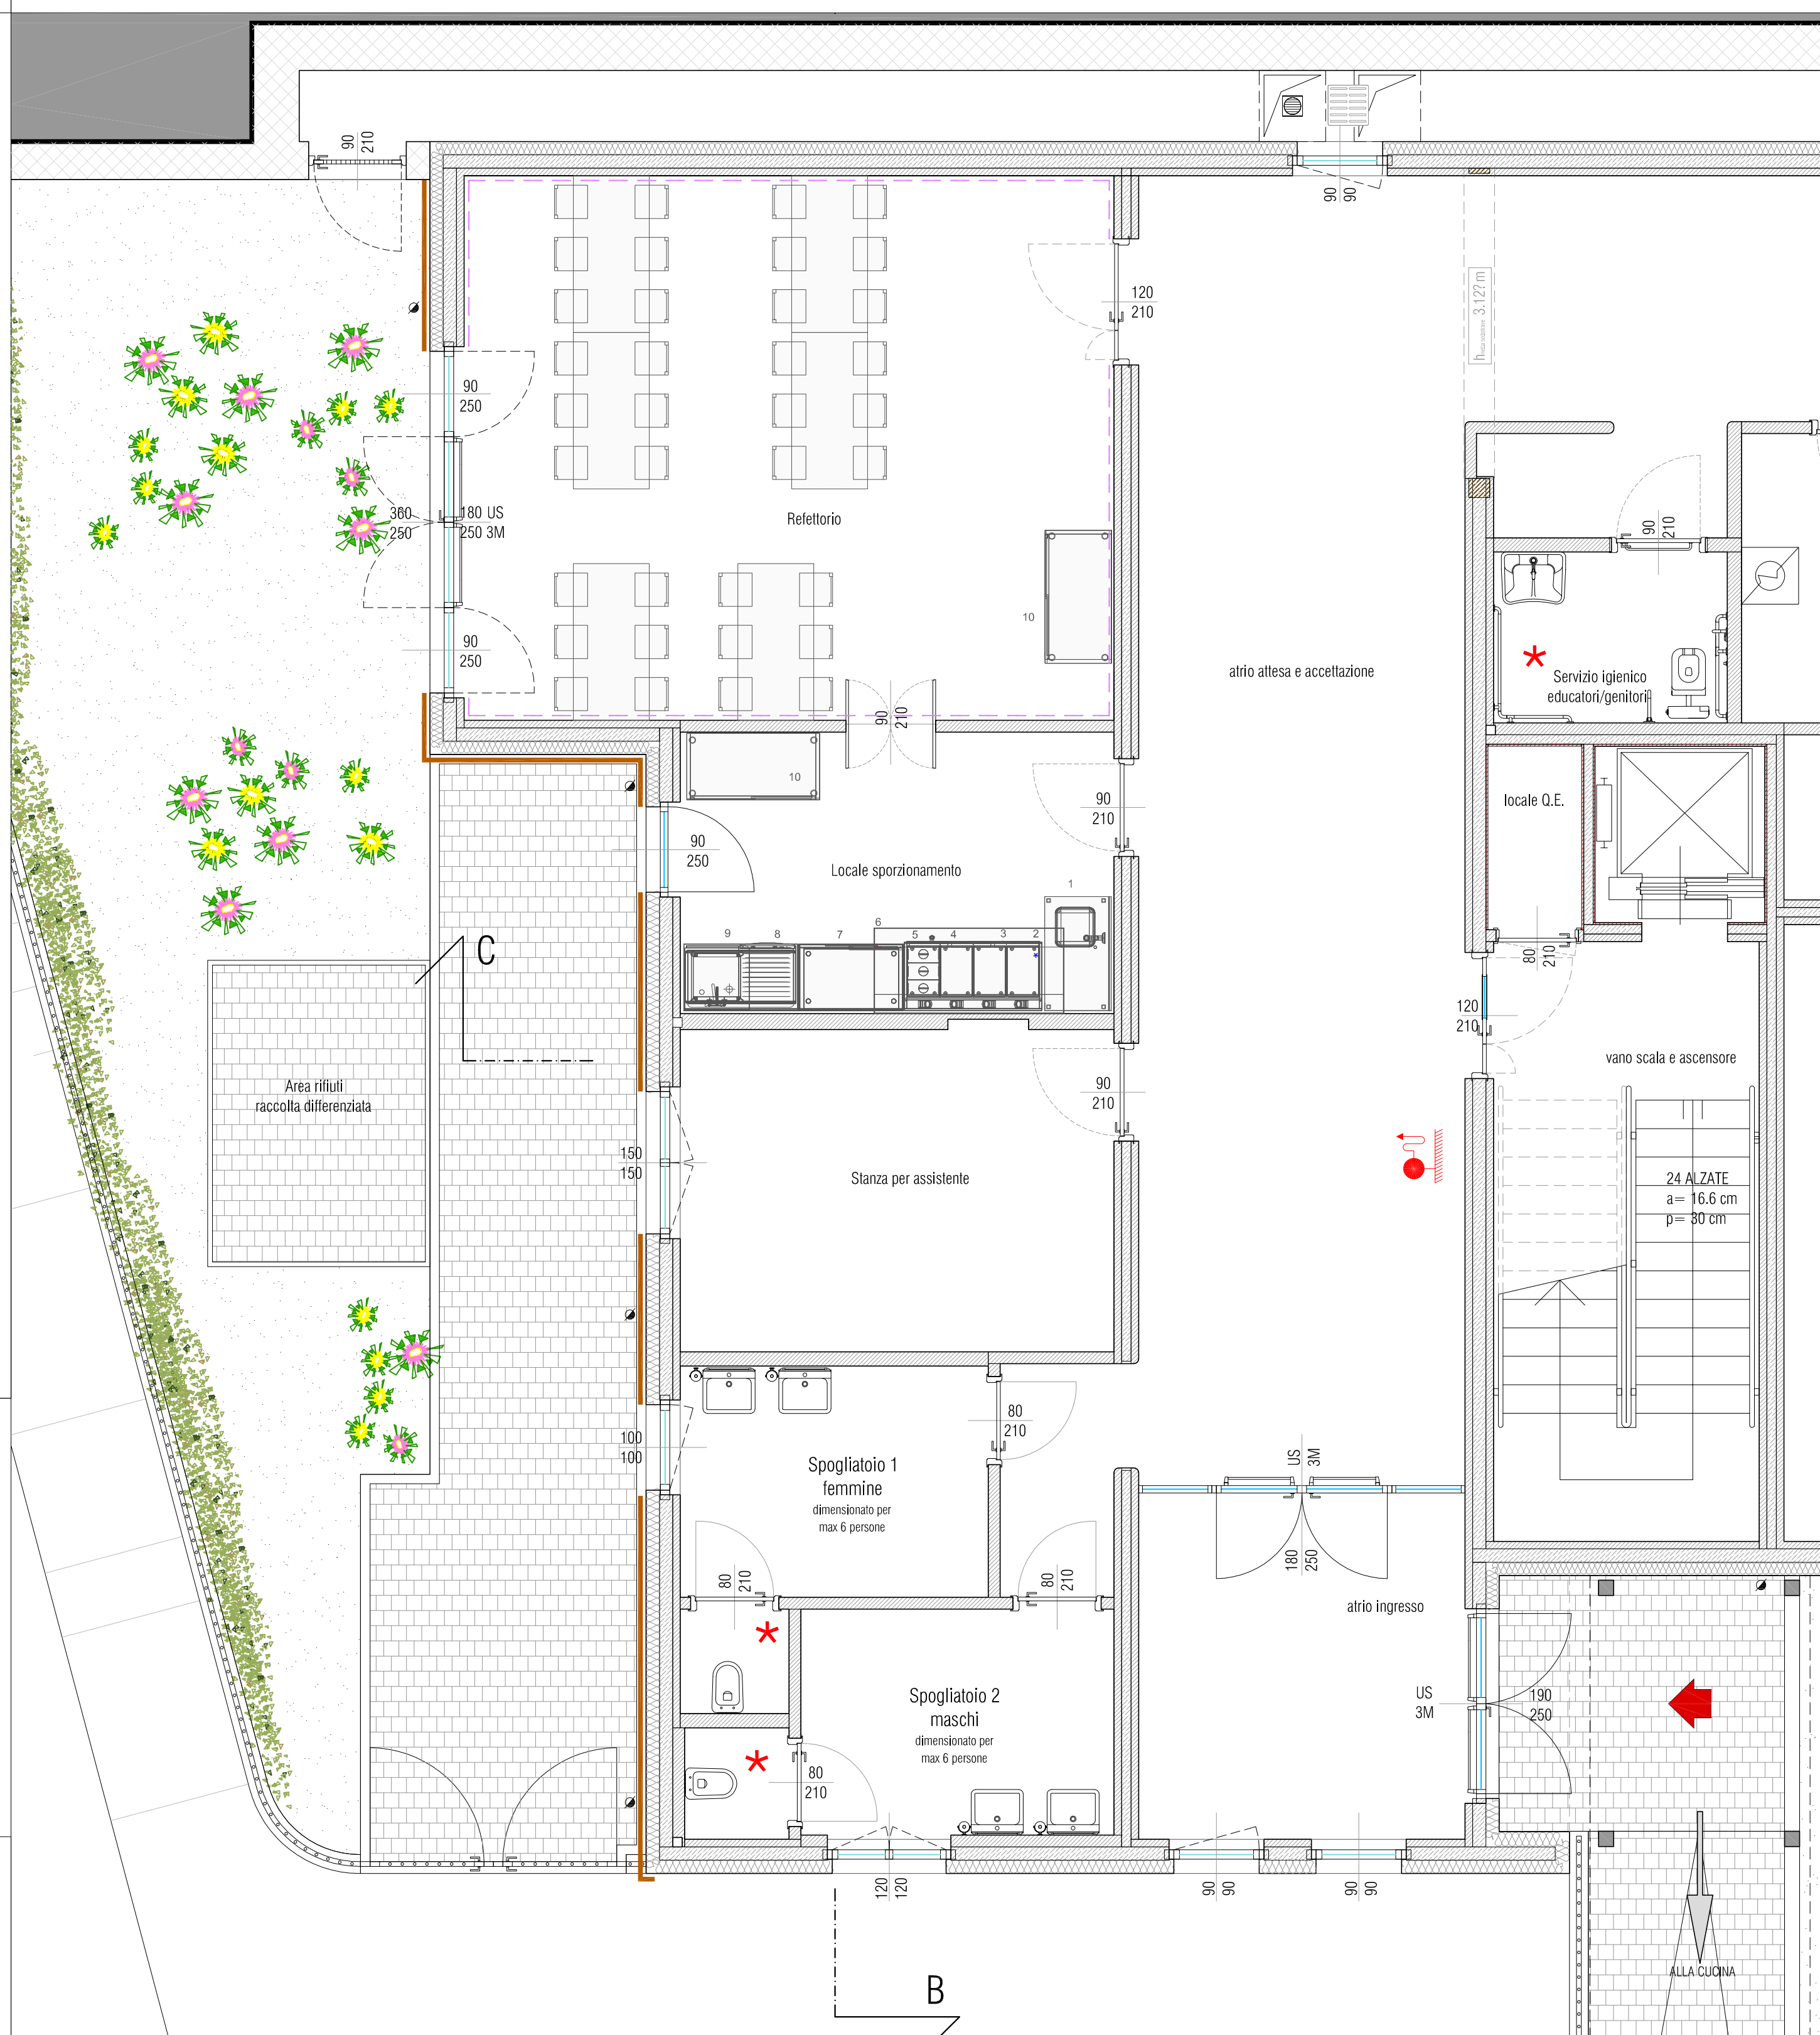 90
210
90
90
120
210
h 3.12? m
90
250
360
250
180 US
250 3M
Refettorio
90
210
10
90
250
atrio attesa e accettazione
Servizio igienico
educatori/genitori
90
210
10
90
210
locale Q.E.
90
250
Locale sporzionamento
1
6
9
8
7
5
4
3
2
C
80
210
120
210
vano scala e ascensore
Area rifiuti
raccolta differenziata
90
210
150
150
Stanza per assistente
24 ALZATE
a= 16.6 cm
p= 30 cm
80
210
100
100
Spogliatoio 1
femmine
dimensionato per
max 6 persone
US
3M
180
250
80
210
80
210
atrio ingresso
Spogliatoio 2
maschi
dimensionato per
max 6 persone
US
3M
190
250
80
210
120
120
90
90
90
90
ALLA CUCINA
B